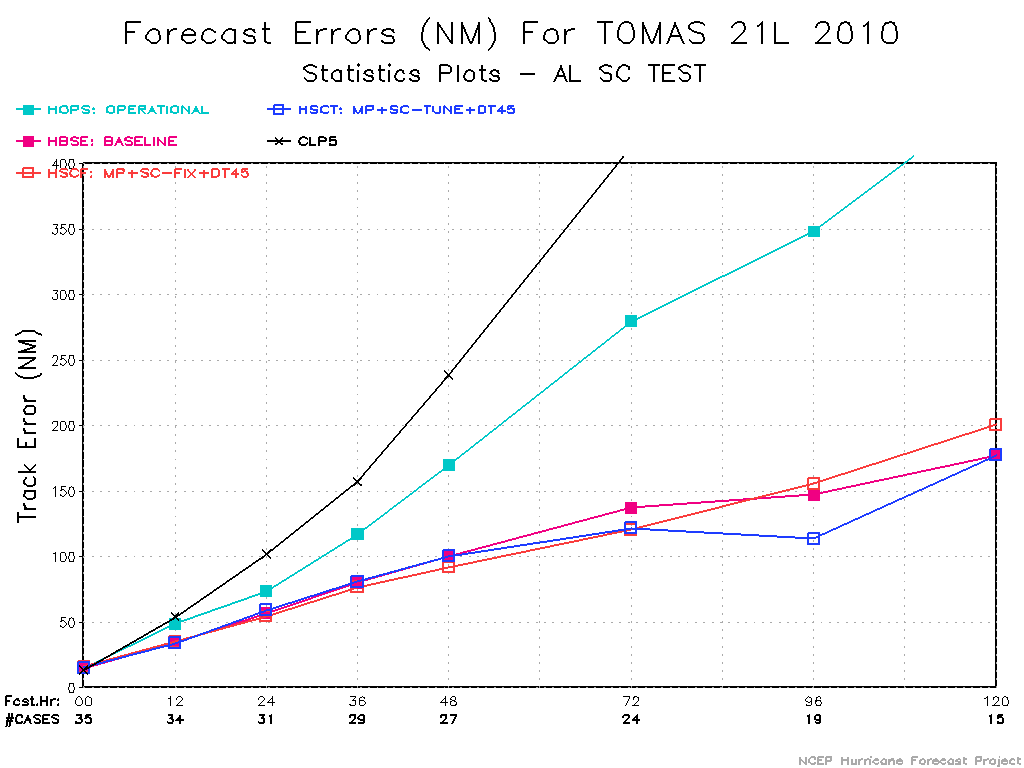 Forecast Errors (NM) For TOMAS 21L 2010
Statistics Plots - AL SC TEST
HOPS: OPERATIONAL
HSCT: MP+SC-TUNE+DT45
HBSE: BASELINE
CLP5
HSCF: MP+SC-FIX+DT45
400
350
300
250
200
150
100
50
0
Track Error (NM)
Fcst.Hr: 00 12 24 36 48 72 96 120
#CASES 35 34 31 29 27 24 19 15
NCEP Hurricane Forecast Project